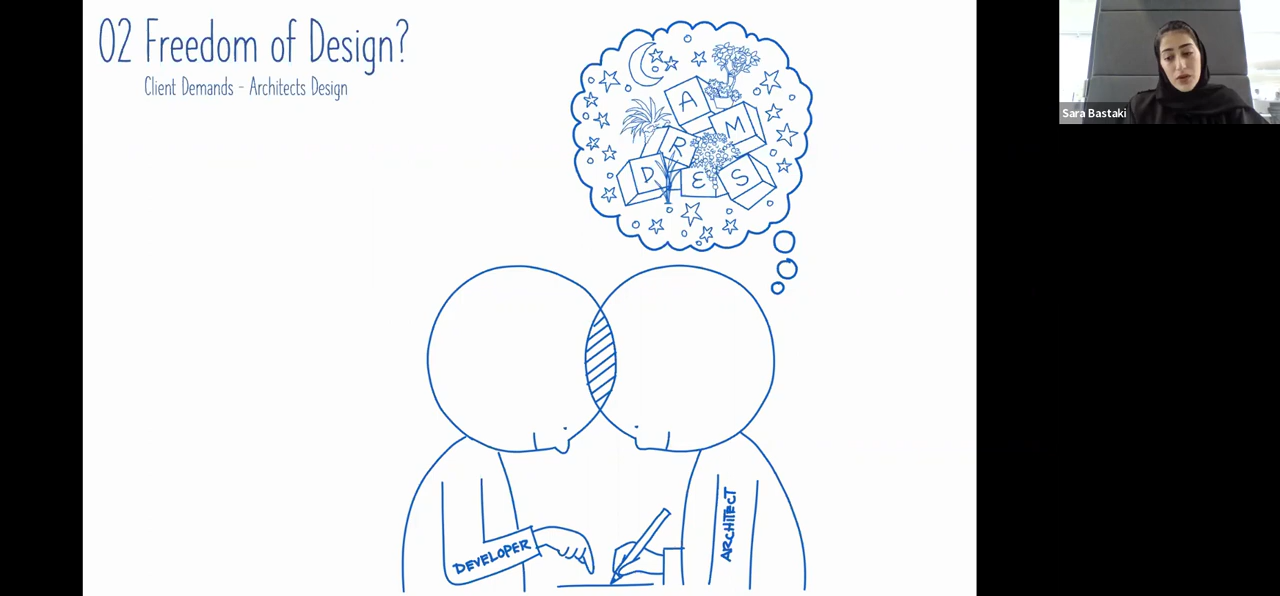 02 Freedom of Design?
Client Demands - Architects Design
Sara Bastaki
A
M
R
D
E
S
DEVELOPER
ARCHITECT